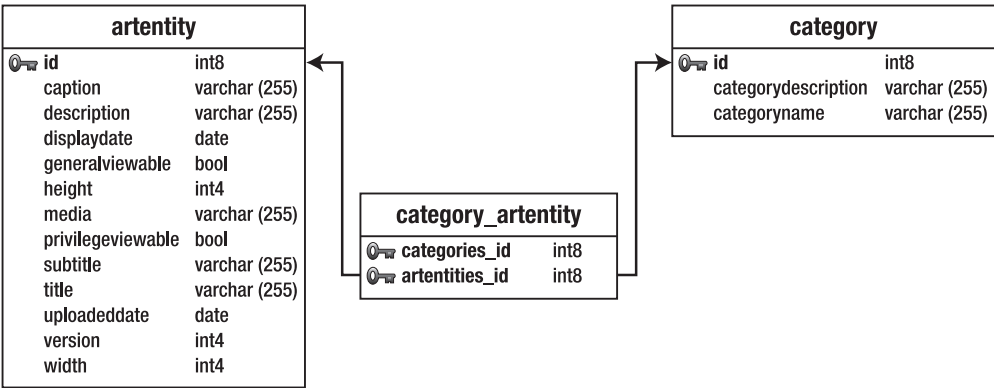 artentity
id int8
caption varchar (255)
description varchar (255)
displaydate date
generalviewable bool
height int4
media varchar (255)
privilegeviewable bool
subtitle varchar (255)
title varchar (255)
uploadeddate date
version int4
width int4
category_artentity
categories_id int8
artentities_id int8
category
id int8
categorydescription varchar (255)
categoryname varchar (255)